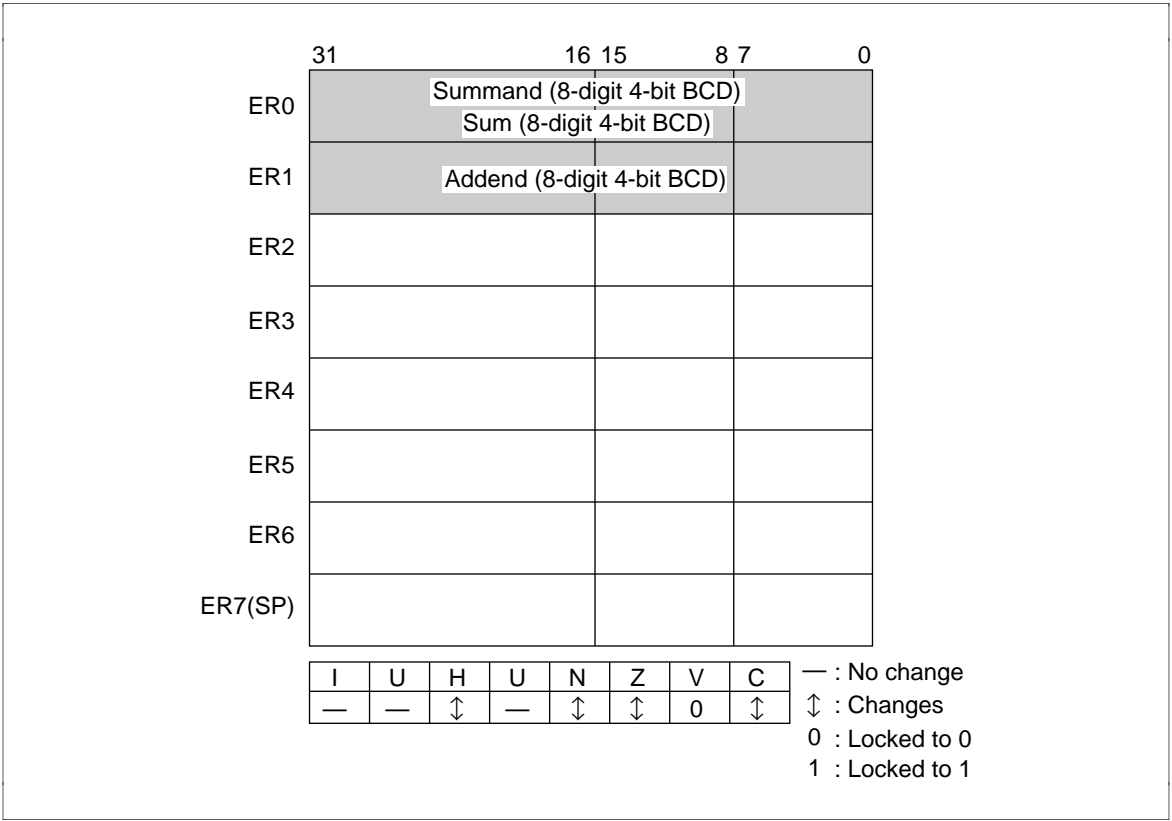 31 16 15 8 7 0
ER0 Summand (8-digit 4-bit BCD)
Sum (8-digit 4-bit BCD)
ER1 Addend (8-digit 4-bit BCD)
ER2
ER3
ER4
ER5
ER6
ER7(SP)
I U H U N Z V C — : No change
— — ↕ — ↕ ↕ 0 ↕ ↕ : Changes
0 : Locked to 0
1 : Locked to 1